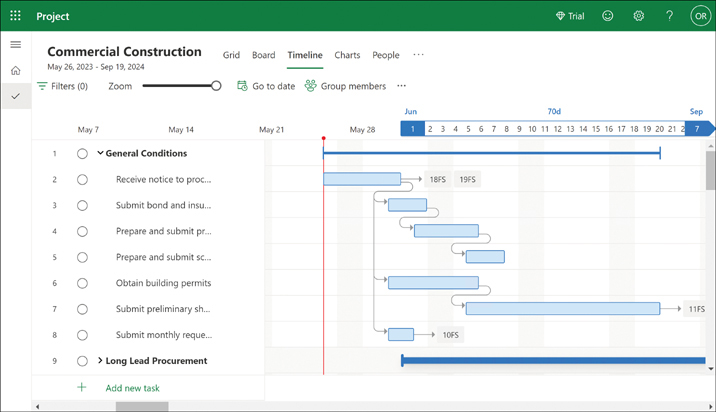 Project
Trial
?
OR
Commercial Construction
Grid Board Timeline Charts People ...
May 26, 2023 - Sep 19, 2024
Filters (0) Zoom Go to date Group members ...
Jun 70d Sep
May 7 May 14 May 21 May 28 1 2 3 4 5 6 7 8 9 10 11 12 13 14 15 16 17 18 19 20 21 2 7
1 General Conditions
2 Receive notice to proc... 18FS 19FS
3 Submit bond and insu...
4 Prepare and submit pr...
5 Prepare and submit sc...
6 Obtain building permits
7 Submit preliminary sh... 11FS
8 Submit monthly reque... 10FS
9 Long Lead Procurement
Add new task